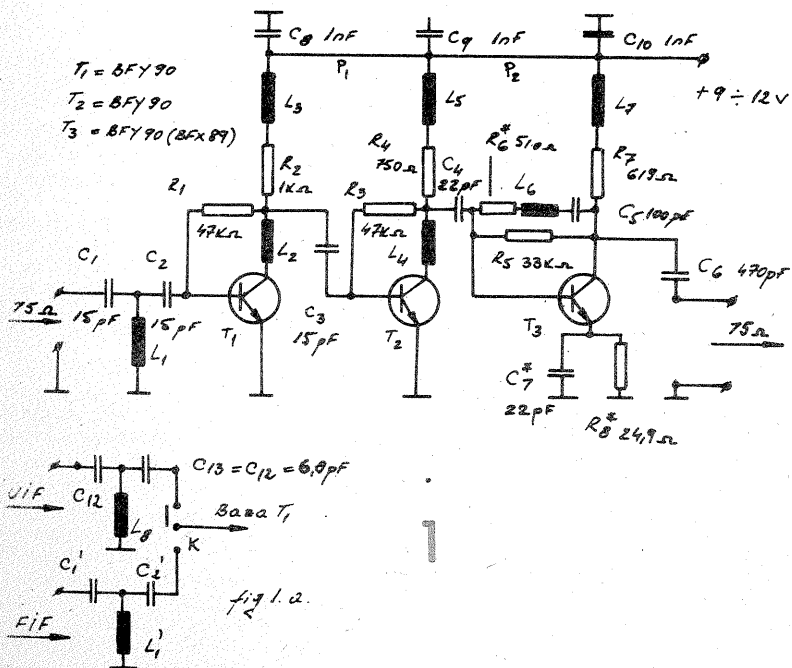 C8 1nF
C9 1nF
C10 1nF
P1
P2
+9 ÷ 12 V
T1 = BFY90
T2 = BFY90
T3 = BFY90 (BFX89)
L3
L5
L7
R2
1KΩ
R4
750Ω
C4
22pF
R6* 510Ω
L6
R7
619Ω
R1
47KΩ
R3
47KΩ
C5 100pF
R5 33KΩ
L2
L4
C1
C2
15pF
15pF
L1
75Ω
T1
C3
15pF
T2
T3
C6 470pF
75Ω
C7*
22pF
R8* 24,9Ω
C13 = C12 = 6,8pF
UIF
C12
L8
Baza T1
K
C1'
C2'
FIF
L1'
fig 1.a.
1